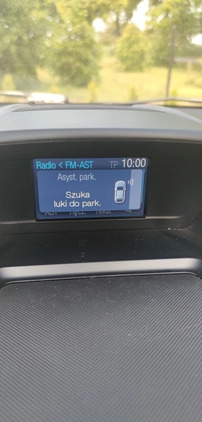 Radio < FM-AST TP 10:00
Asyst. park.
Szuka
luki do park.